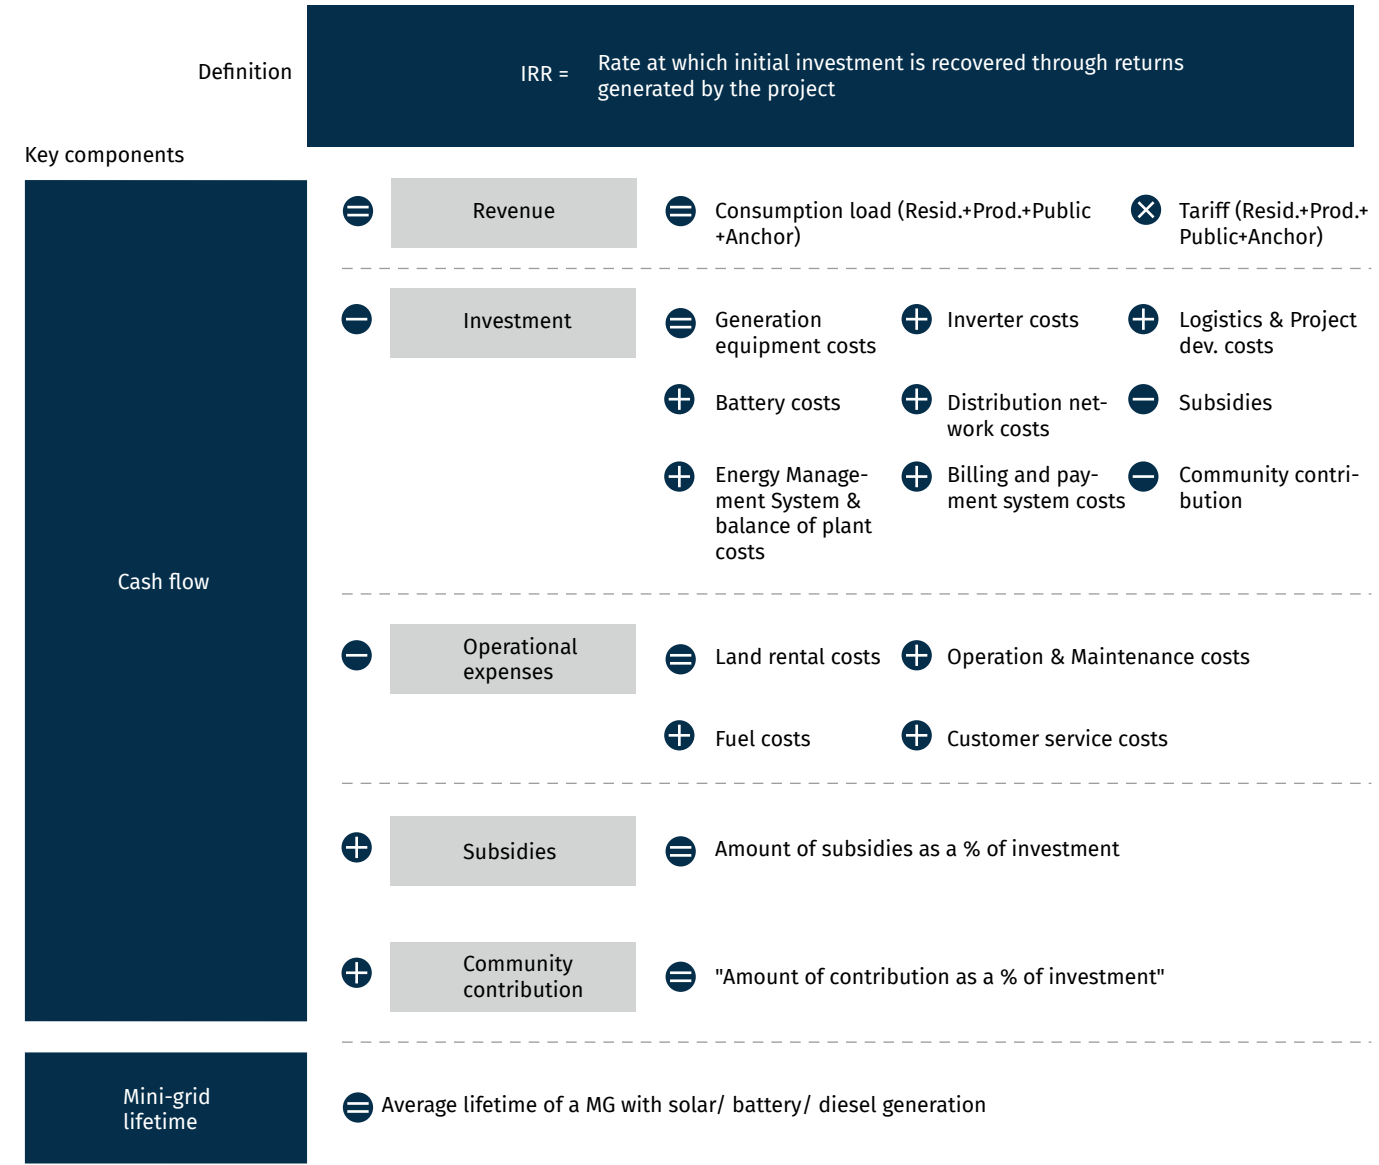 Definition
IRR =
Rate at which initial investment is recovered through returns
generated by the project
Key components
Cash flow
Revenue
Consumption load (Resid.+Prod.+Public
+Anchor)
Tariff (Resid.+Prod.+
Public+Anchor)
Investment
Generation
equipment costs
Inverter costs
Logistics & Project
dev. costs
Battery costs
Distribution net-
work costs
Subsidies
Energy Manage-
ment System &
balance of plant
costs
Billing and pay-
ment system costs
Community contri-
bution
Operational
expenses
Land rental costs
Operation & Maintenance costs
Fuel costs
Customer service costs
Subsidies
Amount of subsidies as a % of investment
Community
contribution
"Amount of contribution as a % of investment"
Mini-grid
lifetime
Average lifetime of a MG with solar/ battery/ diesel generation